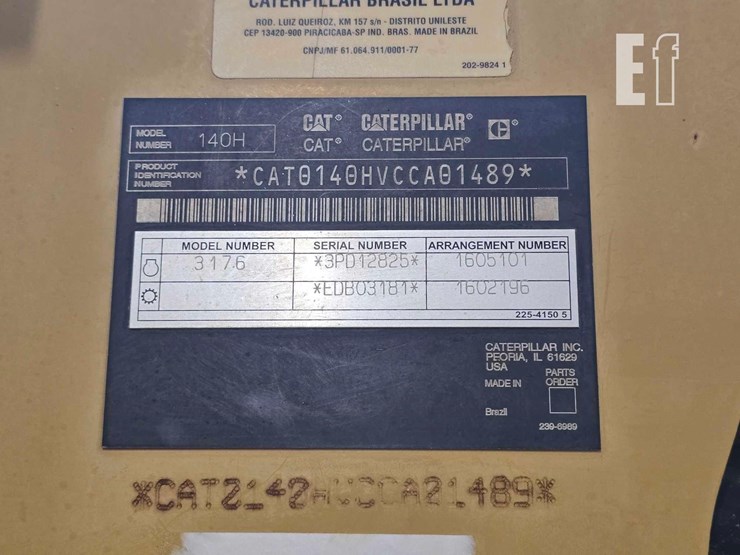 CATERPILLAR BRASIL LTDA
ROD. LUIZ QUEIROZ, KM 157 s/n - DISTRITO UNILESTE
CEP 13420-900 PIRACICABA-SP IND. BRAS. MADE IN BRAZIL
CNPJ/MF 61.064.911/0001-77
202-9824 1
Ef
MODEL NUMBER 140H
CAT® CATERPILLAR® C
CAT® CATERPILLAR®
PRODUCT IDENTIFICATION NUMBER *CAT0140HVCCA01489*
MODEL NUMBER SERIAL NUMBER ARRANGEMENT NUMBER
3176 *3PD12825* 1605101
*EDB03181* 1602196
225-4150 5
CATERPILLAR INC.
PEORIA, IL 61629
USA
MADE IN PARTS ORDER
Brazil
239-6969
*CAT2142HVCCA21489*